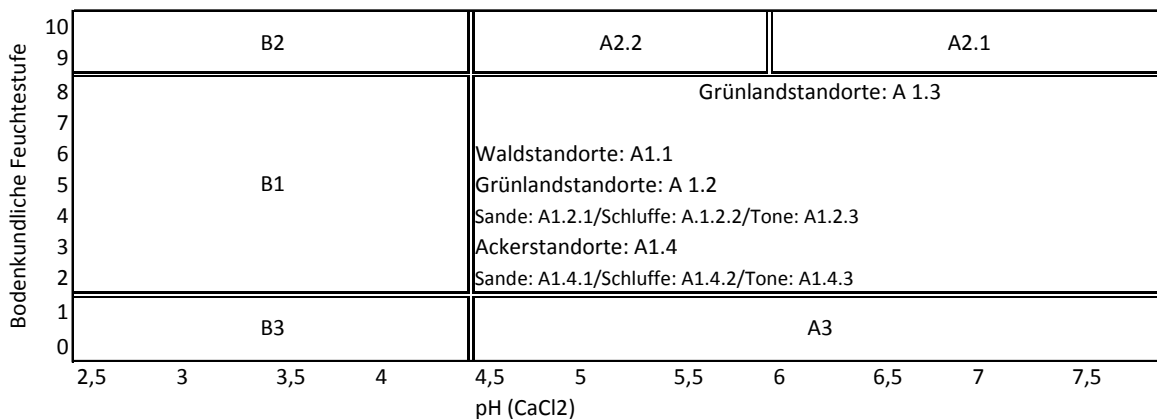 10
B2
A2.2
A2.1
9
8
Grünlandstandorte: A 1.3
7
6
Waldstandorte: A1.1
5
B1
Grünlandstandorte: A 1.2
4
Sande: A1.2.1/Schluffe: A.1.2.2/Tone: A1.2.3
3
Ackerstandorte: A1.4
2
Sande: A1.4.1/Schluffe: A1.4.2/Tone: A1.4.3
1
B3
A3
0
Bodenkundliche Feuchtestufe
2,5 3 3,5 4 4,5 5 5,5 6 6,5 7 7,5
pH (CaCl2)